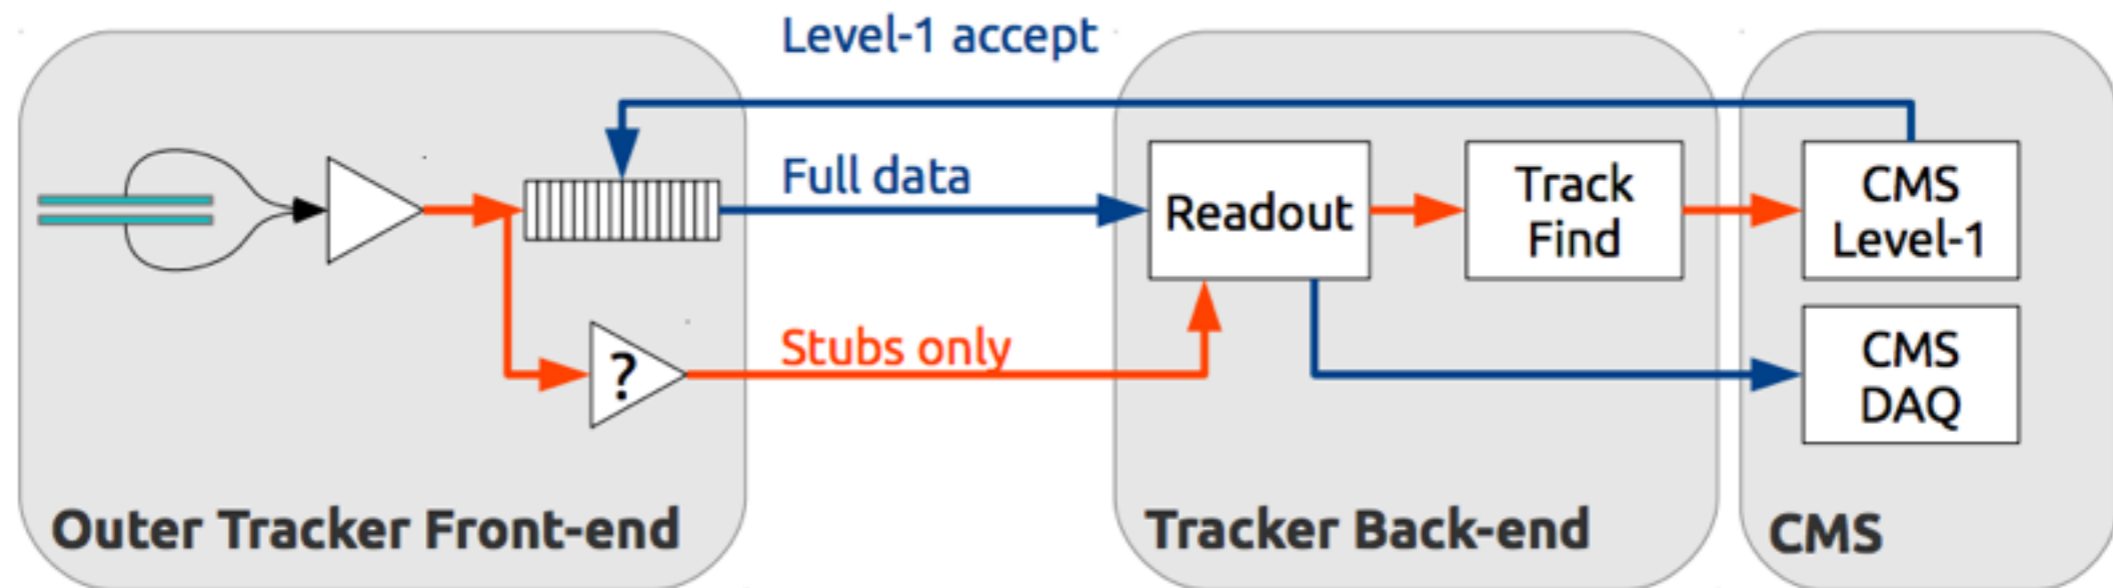 Level-1 accept
Full data
Readout
Track
Find
CMS
Level-1
?
Stubs only
CMS
DAQ
Outer Tracker Front-end
Tracker Back-end
CMS